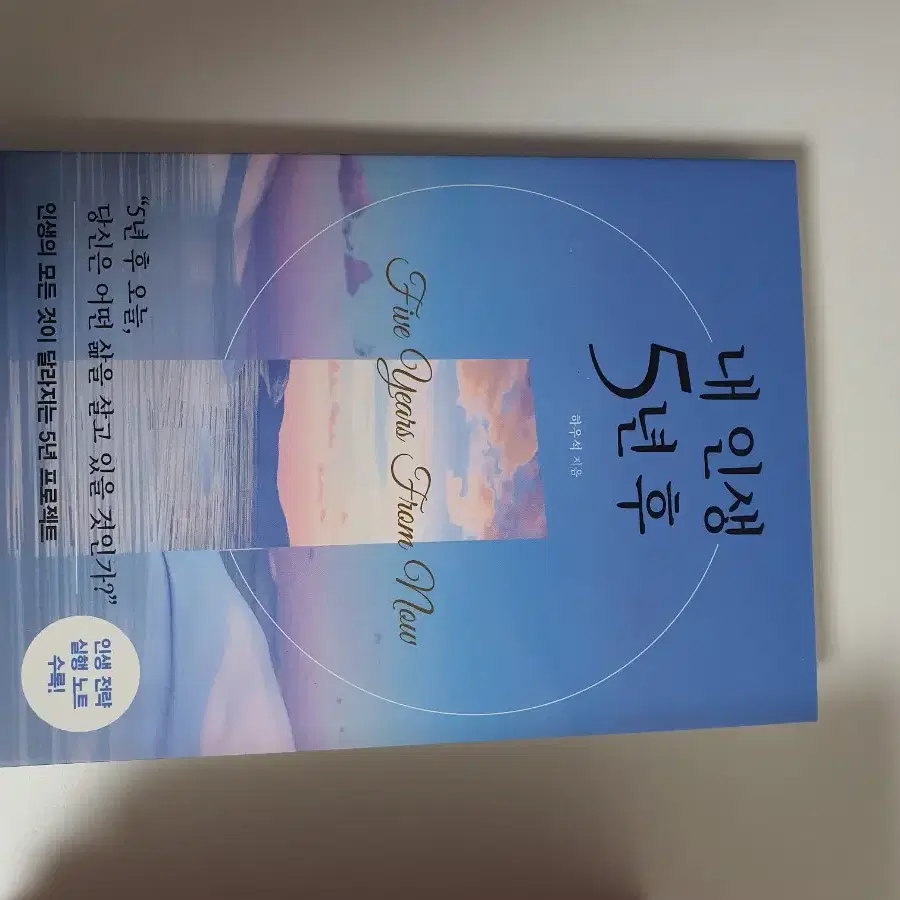 내 인생
5년 후
하우석 지음
Five Years From Now
“5년 후 오늘,
당신은 어떤 삶을 살고 있을 것인가?”
인생의 모든 것이 달라지는 5년 프로젝트
인생 전략
실행 노트
수록!